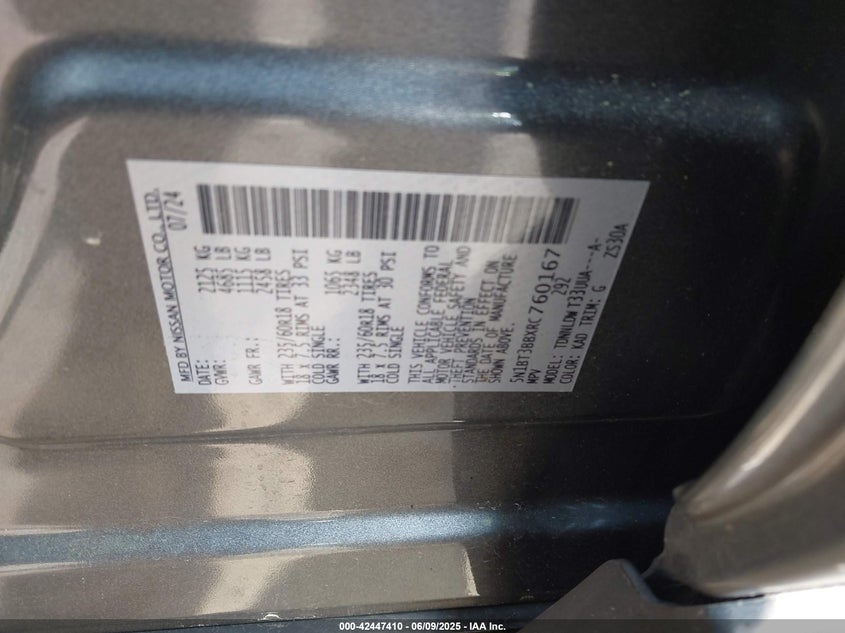 MFD BY NISSAN MOTOR CO., LTD.
DATE: 07/24
GVWR: 2125 KG
4685 LB
GAWR FR.: 1115 KG
2458 LB
WITH 235/60R18 TIRES
18 x 7.5 RIMS AT 33 PSI
COLD SINGLE
GAWR RR.: 1065 KG
2348 LB
WITH 235/60R18 TIRES
18 x 7.5 RIMS AT 30 PSI
COLD SINGLE
THIS VEHICLE CONFORMS TO
ALL APPLICABLE FEDERAL
MOTOR VEHICLE SAFETY AND
THEFT PREVENTION
STANDARDS IN EFFECT ON
THE DATE OF MANUFACTURE
SHOWN ABOVE.
5N1BT3BBXRC760167
MPV 292
MODEL: TDNNLDWT33UUA---A-
COLOR: KAD TRIM: G ZS30A
000-42447410 - 06/09/2025 - IAA Inc.